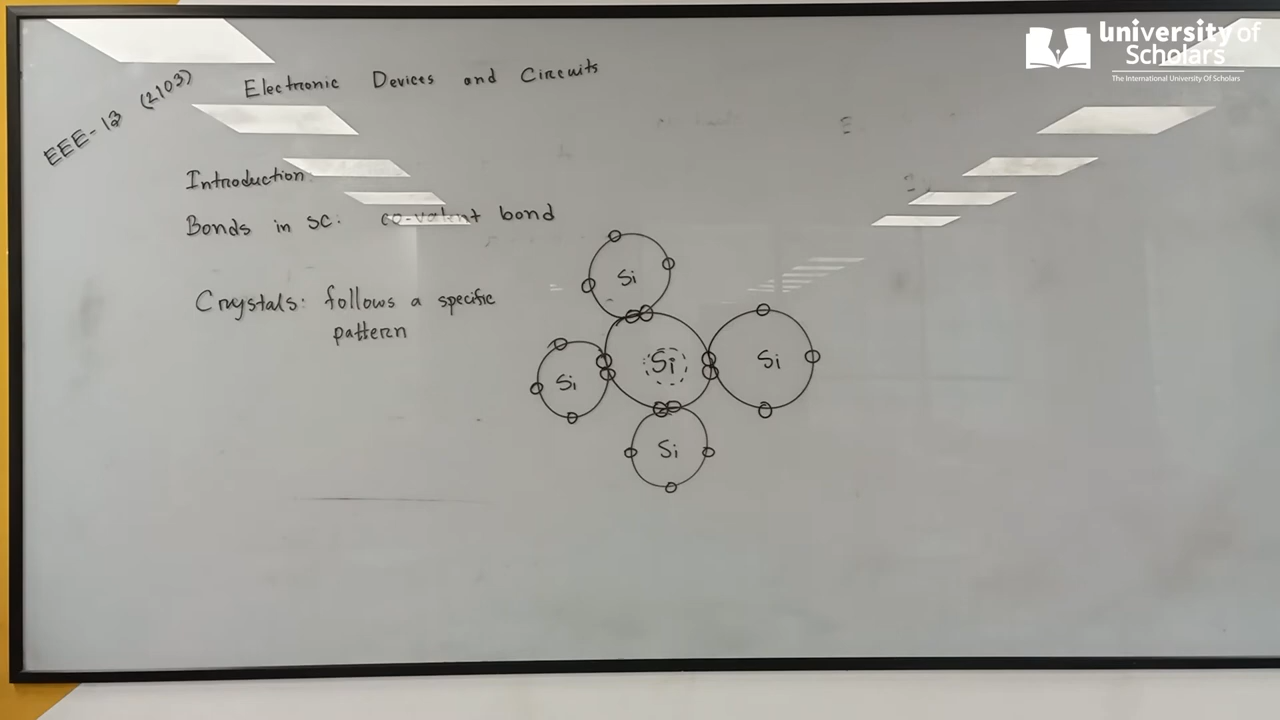 University of
Scholars
The International University Of Scholars
EEE-13 (2103)
Electronic Devices and Circuits
Introduction:
Bonds in SC: co-valent bond
Crystals: follows a specific
pattern
Si
Si
Si
Si
Si